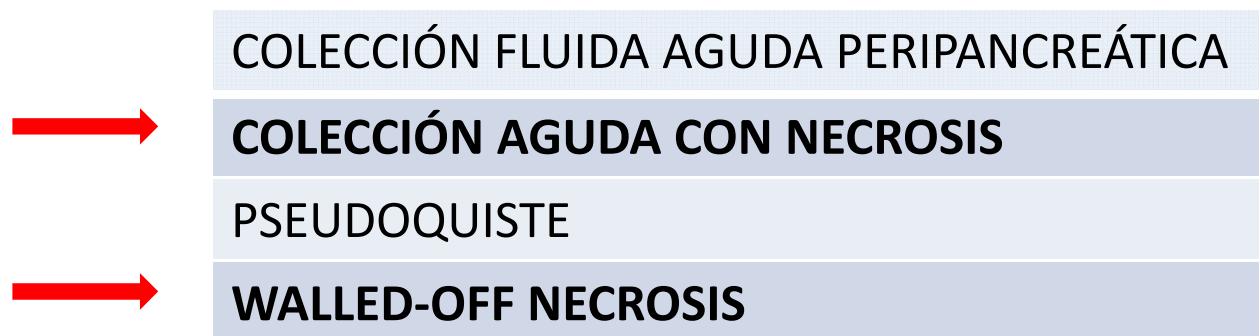 COLECCIÓN FLUIDA AGUDA PERIPANCREÁTICA
COLECCIÓN AGUDA CON NECROSIS
PSEUDOQUISTE
WALLED-OFF NECROSIS